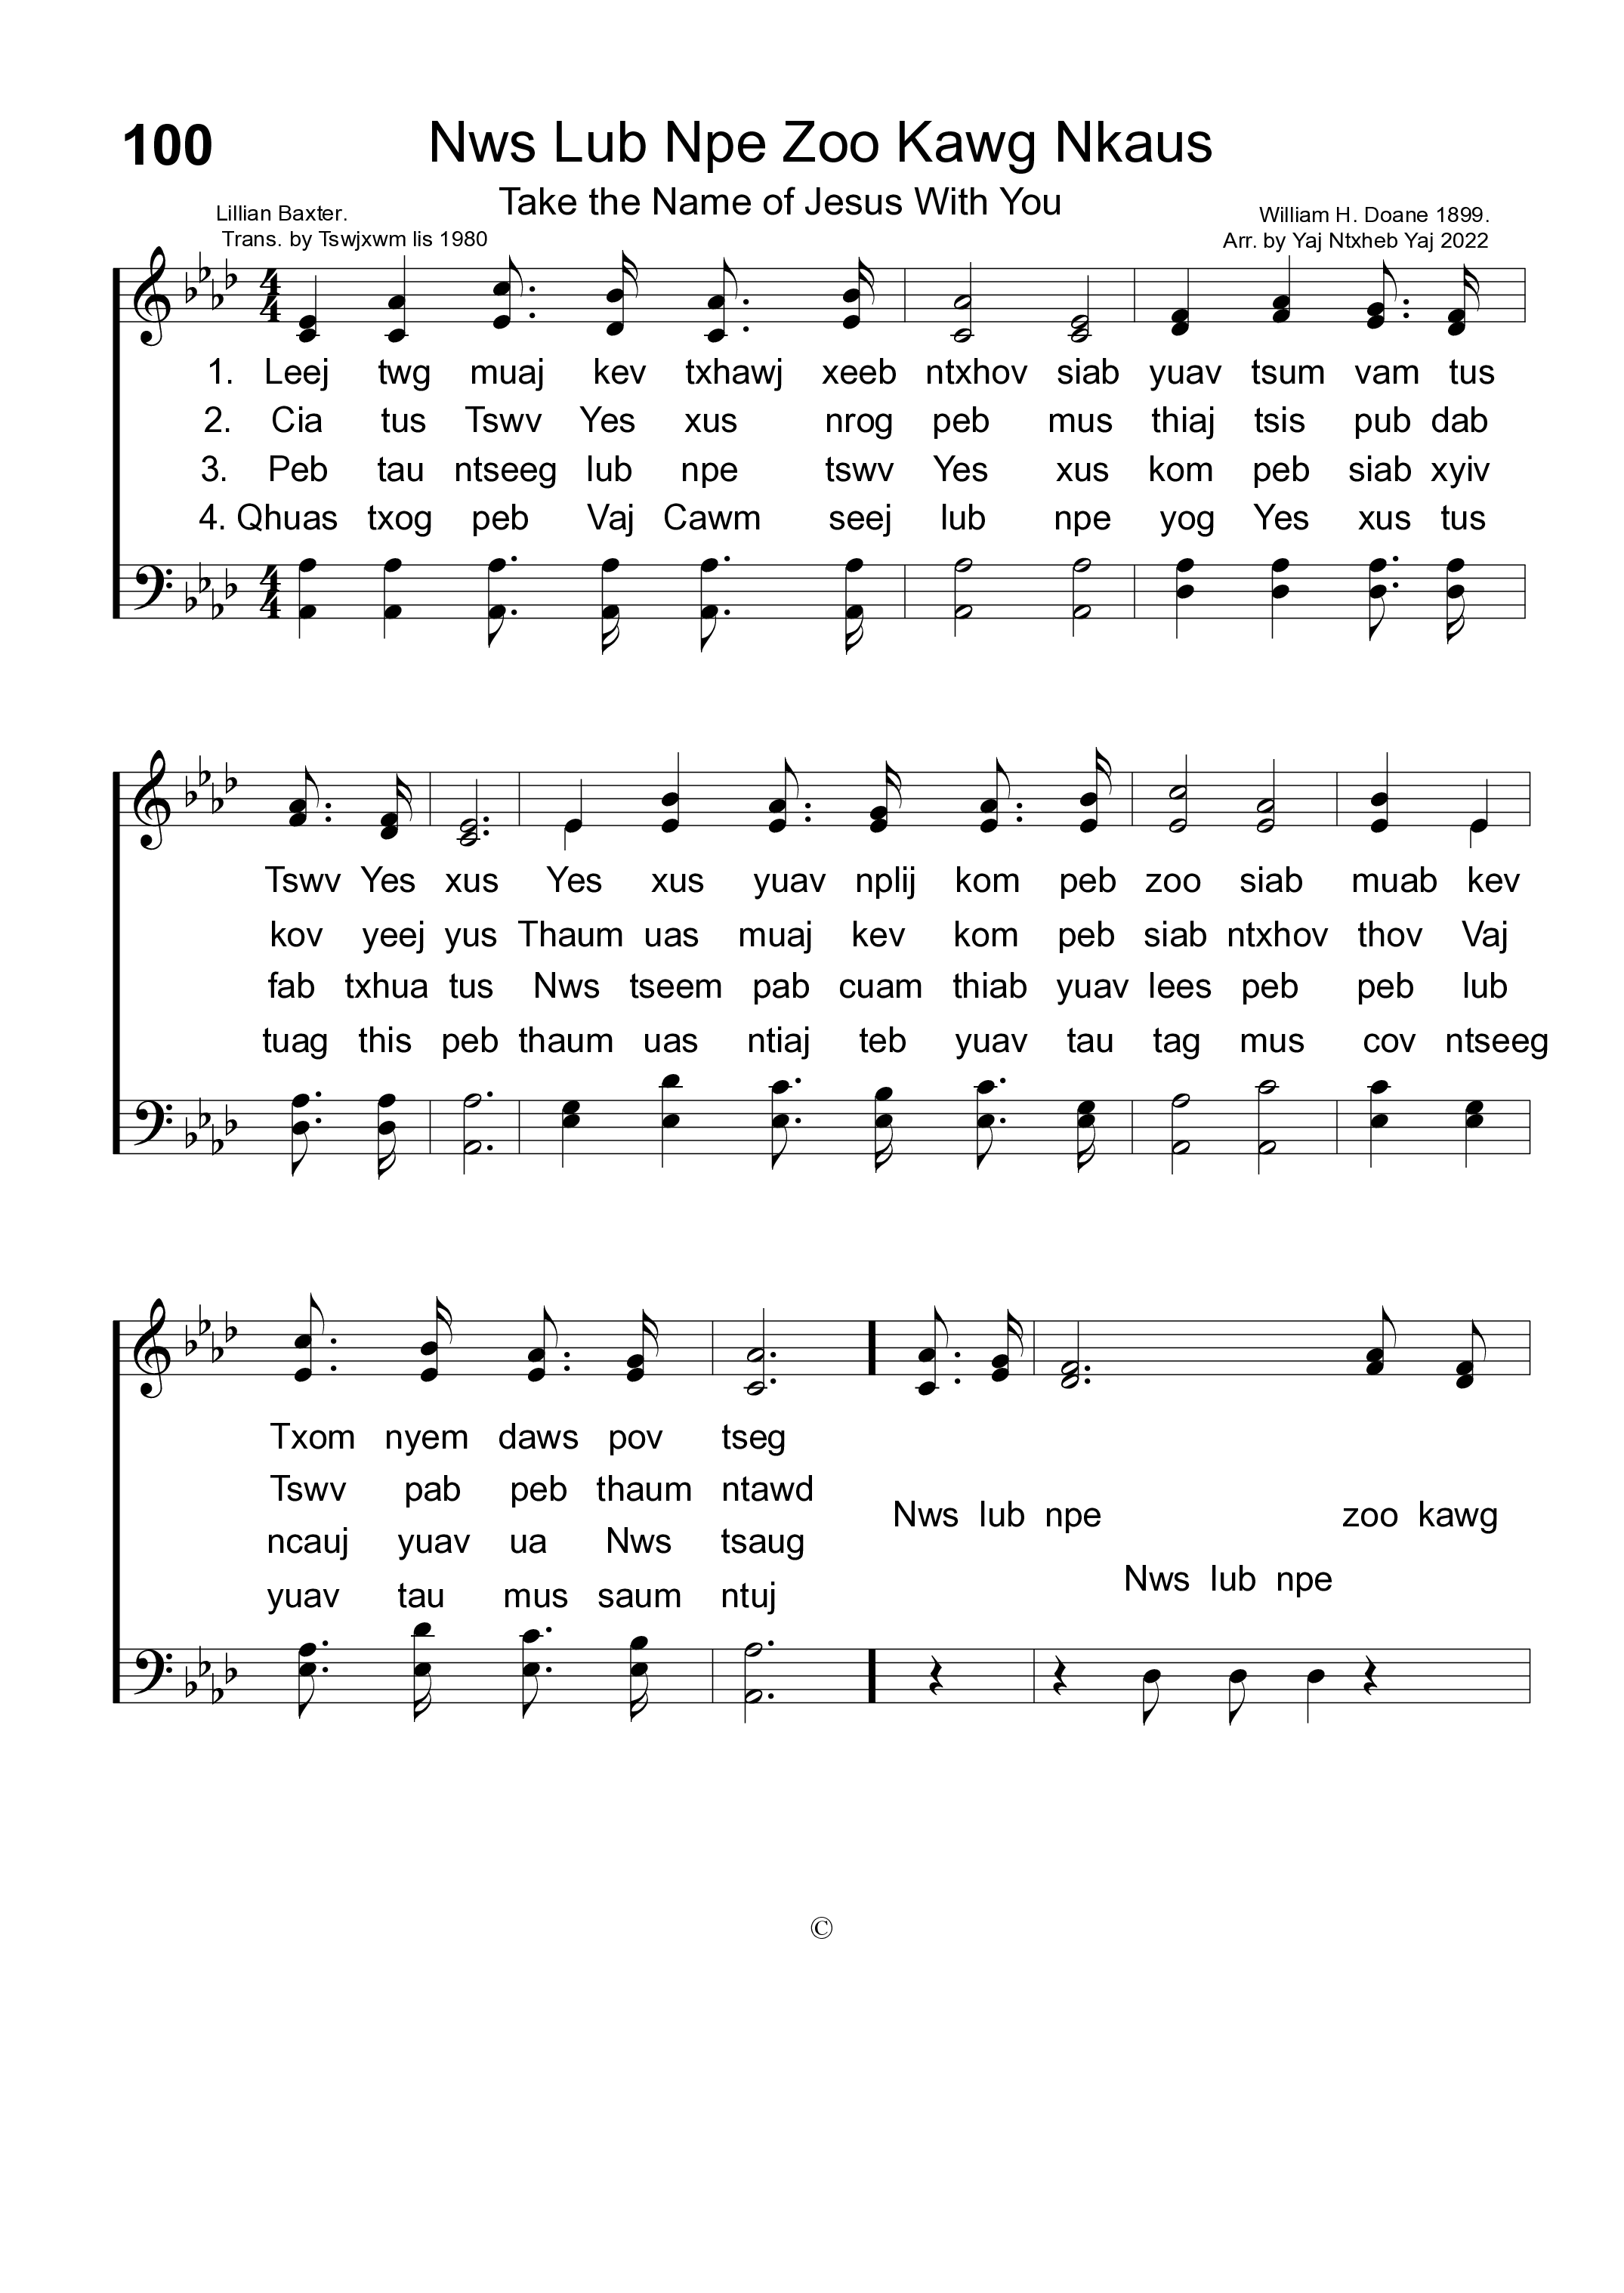 100
Nws Lub Npe Zoo Kawg Nkaus
Take the Name of Jesus With You
Lillian Baxter.
Trans. by Tswjxwm lis 1980
William H. Doane 1899.
Arr. by Yaj Ntxheb Yaj 2022
4
4
1. Leej twg muaj kev txhawj xeeb ntxhov siab yuav tsum vam tus
2. Cia tus Tswv Yes xus nrog peb mus thiaj tsis pub dab
3. Peb tau ntseeg lub npe tswv Yes xus kom peb siab xyiv
4. Qhuas txog peb Vaj Cawm seej lub npe yog Yes xus tus
4
4
Tswv Yes xus Yes xus yuav nplij kom peb zoo siab muab kev
kov yeej yus Thaum uas muaj kev kom peb siab ntxhov thov Vaj
fab txhua tus Nws tseem pab cuam thiab yuav lees peb peb lub
tuag this peb thaum uas ntiaj teb yuav tau tag mus cov ntseeg
Txom nyem daws pov tseg
Tswv pab peb thaum ntawd
Nws lub npe zoo kawg
ncauj yuav ua Nws tsaug
Nws lub npe
yuav tau mus saum ntuj
©